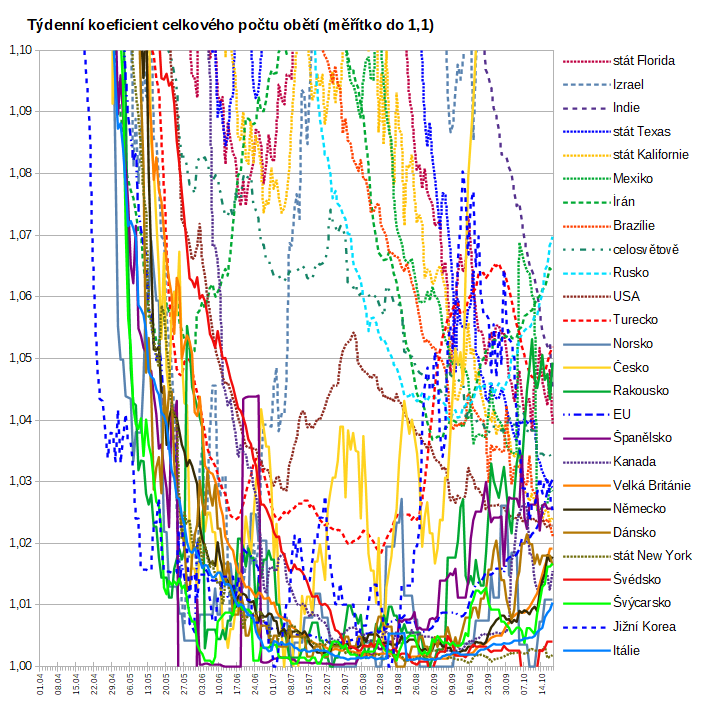 Týdenní koeficient celkového počtu obětí (měřítko do 1,1)
1,10
1,09
1,08
1,07
1,06
1,05
1,04
1,03
1,02
1,01
1,00
01.04
08.04
15.04
22.04
29.04
06.05
13.05
20.05
27.05
03.06
10.06
17.06
24.06
01.07
08.07
15.07
22.07
29.07
05.08
12.08
19.08
26.08
02.09
09.09
16.09
23.09
30.09
07.10
14.10
stát Florida
Izrael
Indie
stát Texas
stát Kalifornie
Mexiko
Írán
Brazílie
celosvětově
Rusko
USA
Turecko
Norsko
Česko
Rakousko
EU
Španělsko
Kanada
Velká Británie
Německo
Dánsko
stát New York
Švédsko
Švýcarsko
Jižní Korea
Itálie